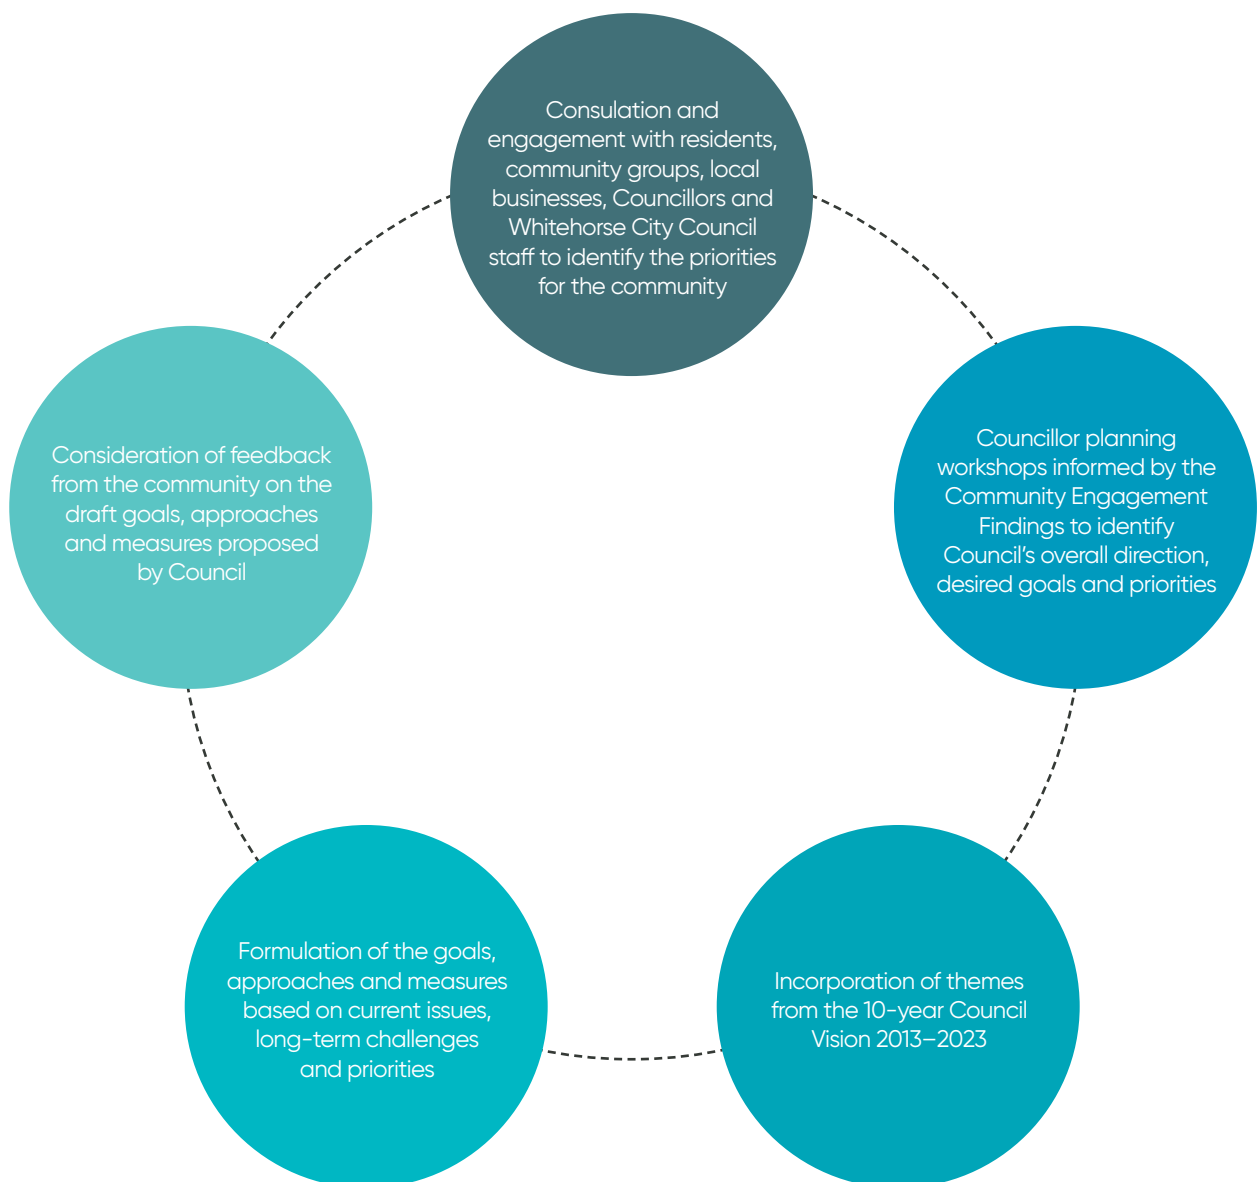 Consulation and
engagement with residents,
community groups, local
businesses, Councillors and
Whitehorse City Council
staff to identify the priorities
for the community
Councillor planning
workshops informed by the
Community Engagement
Findings to identify
Council’s overall direction,
desired goals and priorities
Incorporation of themes
from the 10-year Council
Vision 2013–2023
Formulation of the goals,
approaches and measures
based on current issues,
long-term challenges
and priorities
Consideration of feedback
from the community on the
draft goals, approaches
and measures proposed
by Council